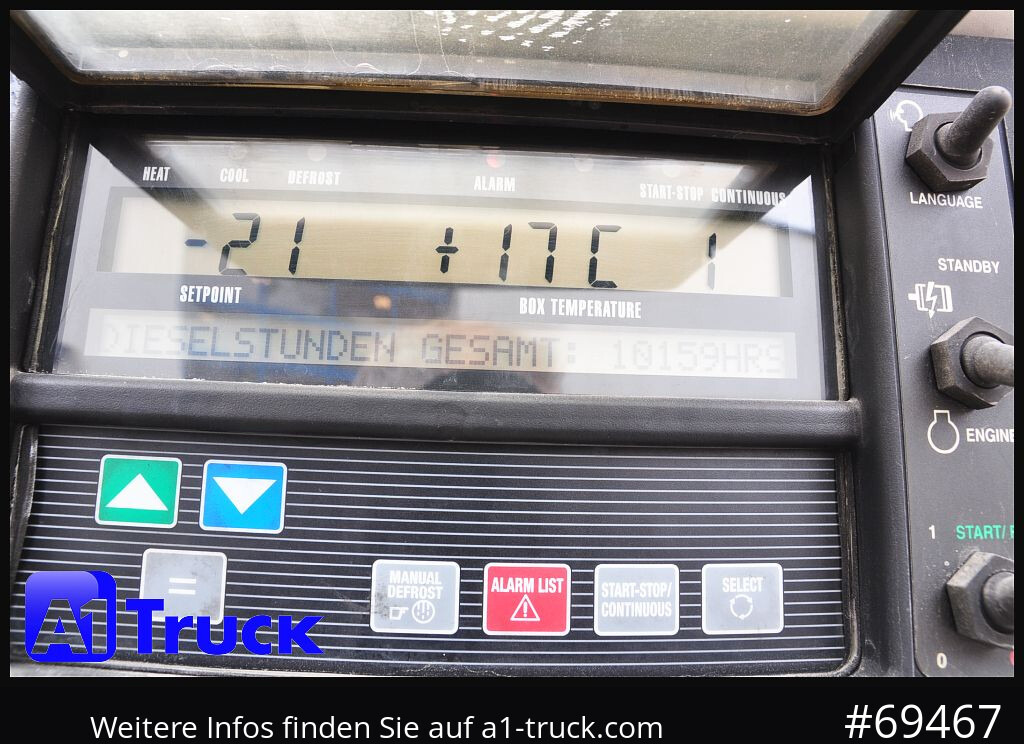 HEAT COOL DEFROST ALARM START-STOP CONTINUOUS
-21 +17C 1
SETPOINT BOX TEMPERATURE
DIESELSTUNDEN GESAMT: 10159HRS
LANGUAGE
STANDBY
ENGINE
1 START/
0
=
MANUAL DEFROST
ALARM LIST
START-STOP/ CONTINUOUS
SELECT
A1 Truck
Weitere Infos finden Sie auf a1-truck.com
#69467